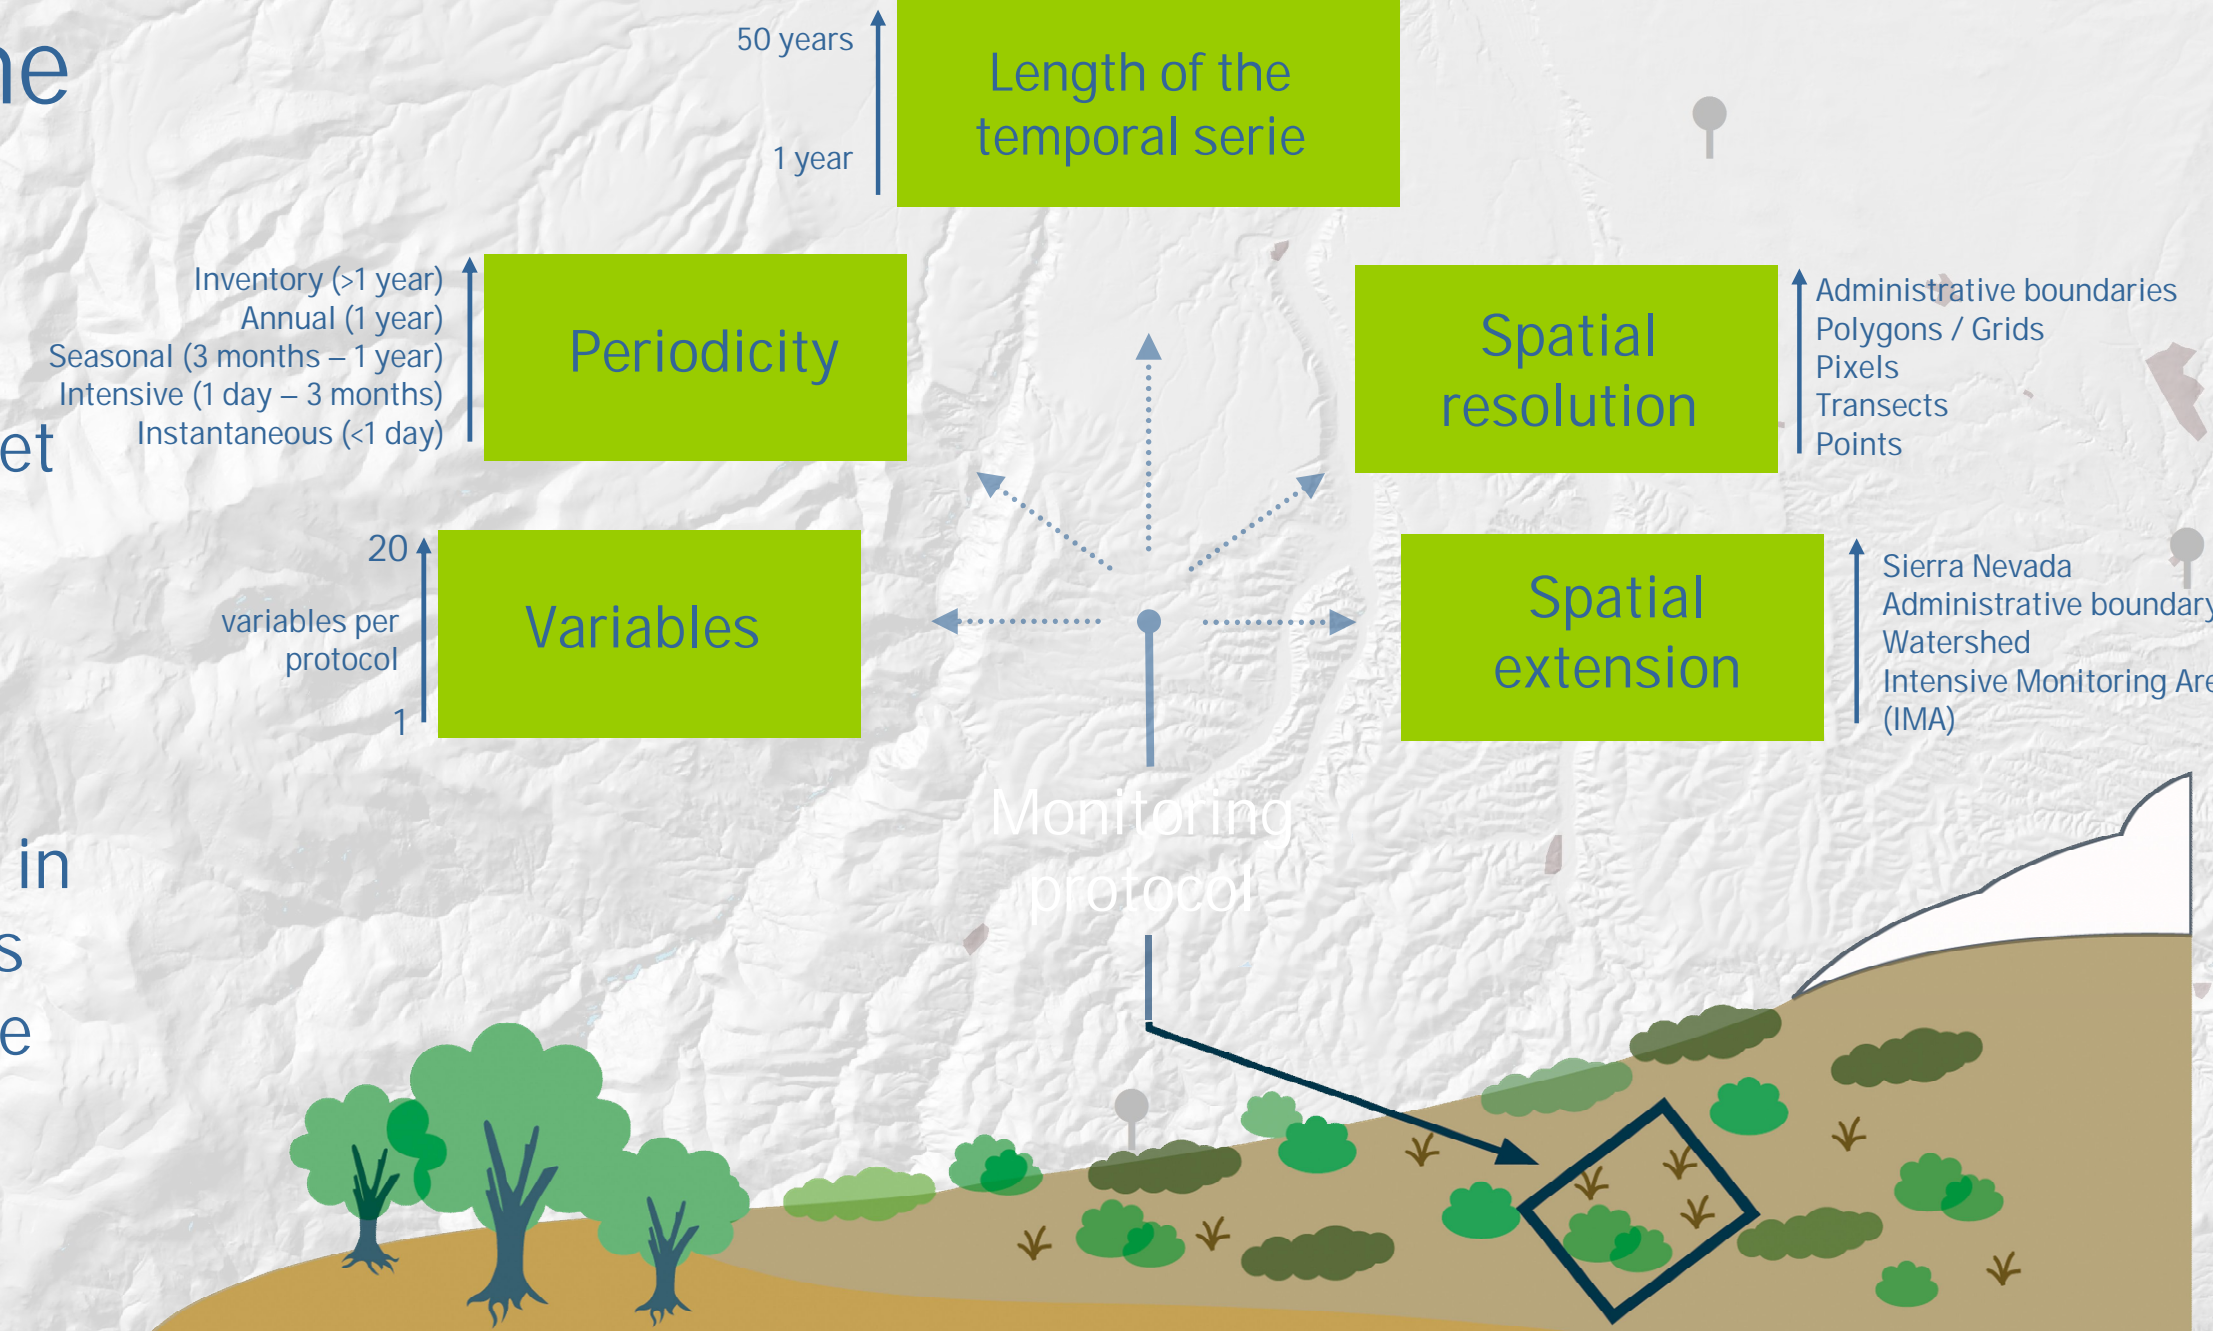 ne
50 years
1 year
Length of the
temporal serie
Inventory (>1 year)
Annual (1 year)
Seasonal (3 months – 1 year)
Intensive (1 day – 3 months)
Instantaneous (<1 day)
Periodicity
Spatial
resolution
Administrative boundaries
Polygons / Grids
Pixels
Transects
Points
et
20
variables per
protocol
1
Variables
Spatial
extension
Sierra Nevada
Administrative boundary
Watershed
Intensive Monitoring Are
(IMA)
Monitoring
protocol
in
s
e